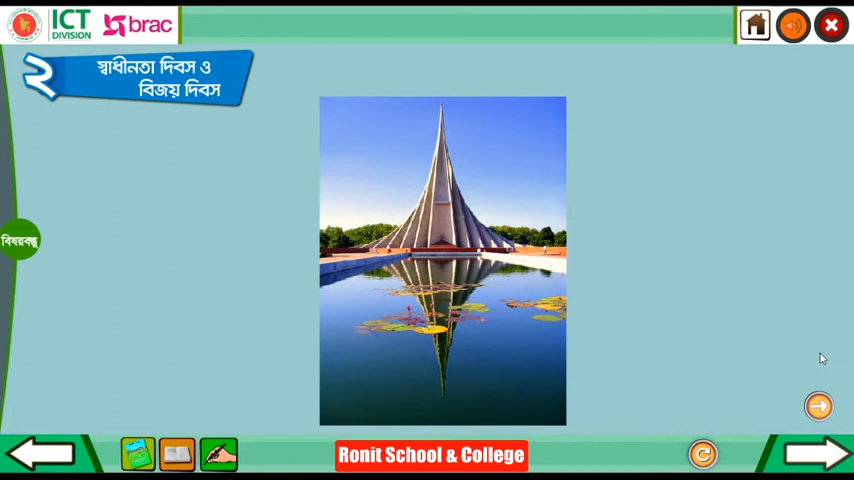 ICT
DIVISION
brac
২
স্বাধীনতা দিবস ও
বিজয় দিবস
বিষয়বস্তু
Ronit School & College